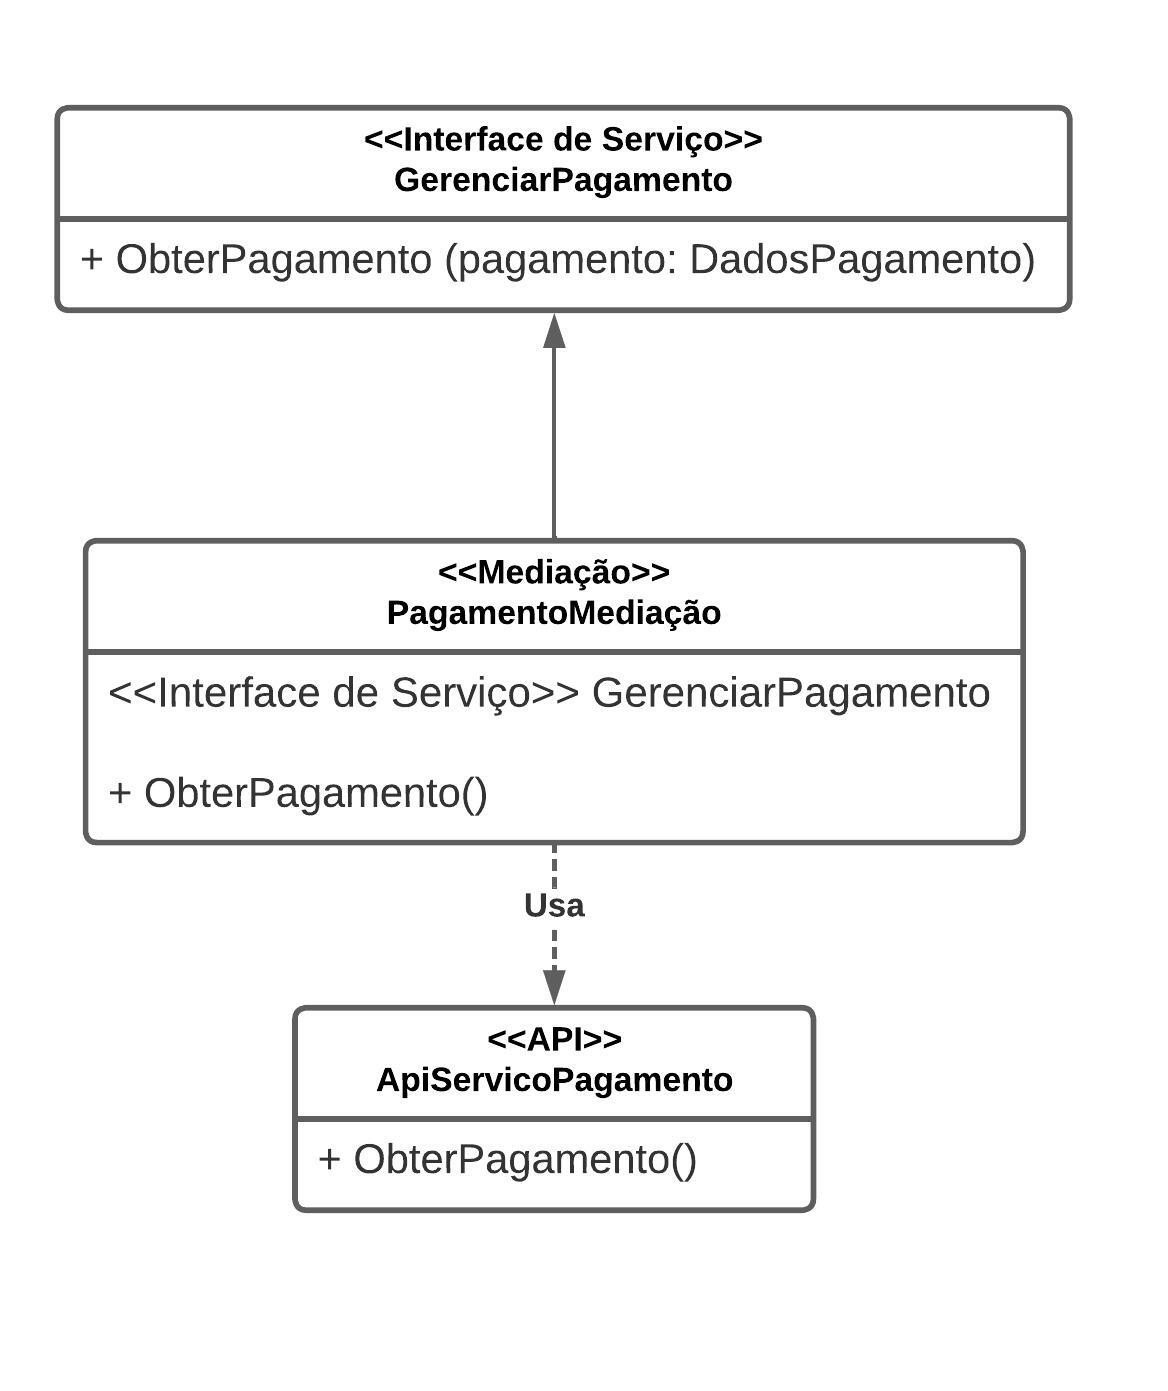 <<Interface de Serviço>>
GerenciarPagamento
+ ObterPagamento (pagamento: DadosPagamento)
<<Mediação>>
PagamentoMediação
<<Interface de Serviço>> GerenciarPagamento
+ ObterPagamento()
Usa
<<API>>
ApiServicoPagamento
+ ObterPagamento()